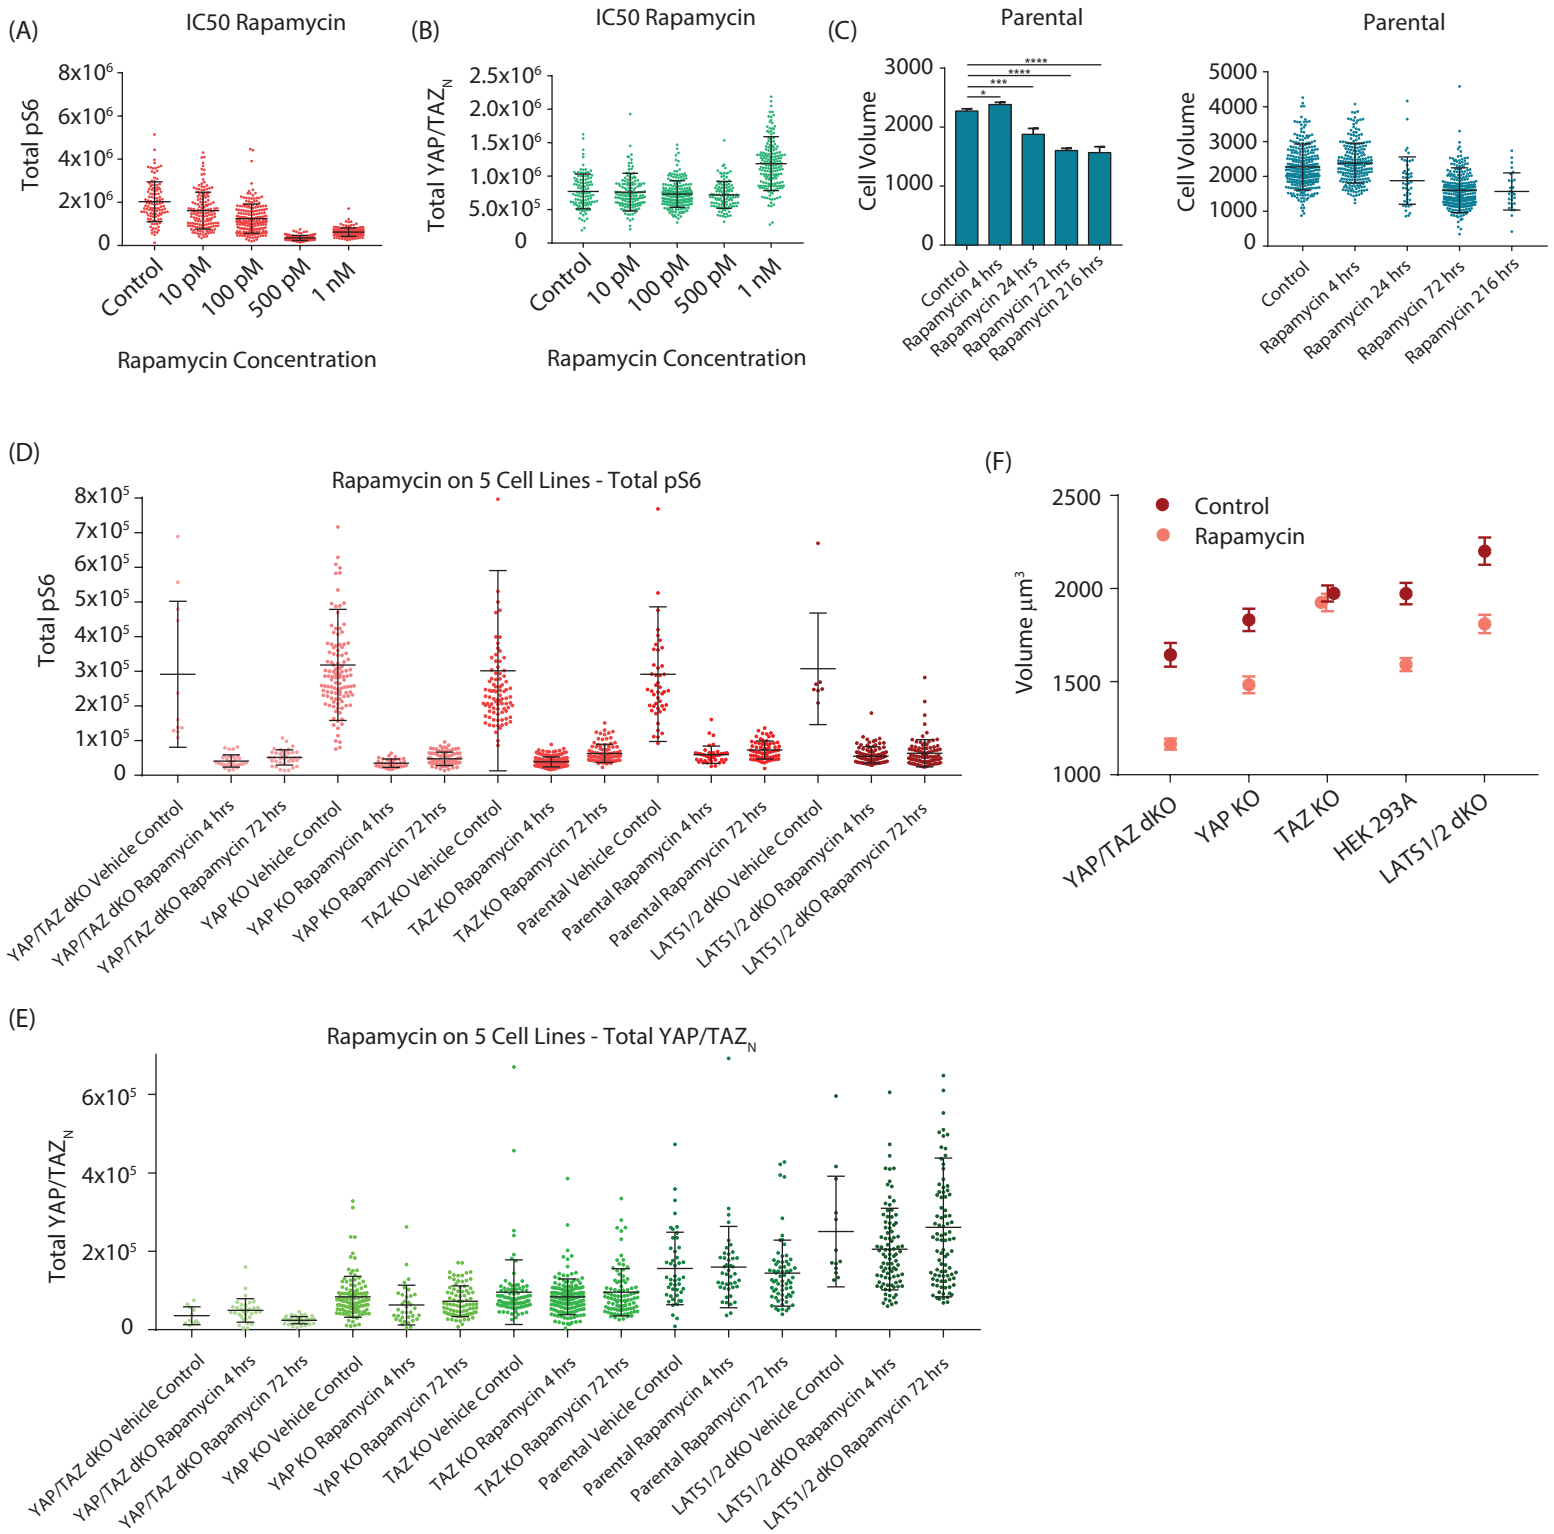 (A)
IC50 Rapamycin
Total pS6
8x10⁶
6x10⁶
4x10⁶
2x10⁶
0
Control
10 pM
100 pM
500 pM
1 nM
Rapamycin Concentration
(B)
IC50 Rapamycin
Total YAP/TAZN
2.5x10⁶
2.0x10⁶
1.5x10⁶
1.0x10⁶
5.0x10⁵
0
Control
10 pM
100 pM
500 pM
1 nM
Rapamycin Concentration
(C)
Parental
Cell Volume
3000
2000
1000
0
****
****
***
*
Control
Rapamycin 4 hrs
Rapamycin 24 hrs
Rapamycin 72 hrs
Rapamycin 216 hrs
Parental
Cell Volume
5000
4000
3000
2000
1000
0
Control
Rapamycin 4 hrs
Rapamycin 24 hrs
Rapamycin 72 hrs
Rapamycin 216 hrs
(D)
Rapamycin on 5 Cell Lines - Total pS6
Total pS6
8x10⁵
7x10⁵
6x10⁵
5x10⁵
4x10⁵
3x10⁵
2x10⁵
1x10⁵
0
YAP/TAZ dKO Vehicle Control
YAP/TAZ dKO Rapamycin 4 hrs
YAP/TAZ dKO Rapamycin 72 hrs
YAP KO Vehicle Control
YAP KO Rapamycin 4 hrs
YAP KO Rapamycin 72 hrs
TAZ KO Vehicle Control
TAZ KO Rapamycin 4 hrs
TAZ KO Rapamycin 72 hrs
Parental Vehicle Control
Parental Rapamycin 4 hrs
Parental Rapamycin 72 hrs
LATS1/2 dKO Vehicle Control
LATS1/2 dKO Rapamycin 4 hrs
LATS1/2 dKO Rapamycin 72 hrs
(F)
Volume μm³
2500
2000
1500
1000
Control
Rapamycin
YAP/TAZ dKO
YAP KO
TAZ KO
HEK 293A
LATS1/2 dKO
(E)
Rapamycin on 5 Cell Lines - Total YAP/TAZN
Total YAP/TAZN
6x10⁵
4x10⁵
2x10⁵
0
YAP/TAZ dKO Vehicle Control
YAP/TAZ dKO Rapamycin 4 hrs
YAP/TAZ dKO Rapamycin 72 hrs
YAP KO Vehicle Control
YAP KO Rapamycin 4 hrs
YAP KO Rapamycin 72 hrs
TAZ KO Vehicle Control
TAZ KO Rapamycin 4 hrs
TAZ KO Rapamycin 72 hrs
Parental Vehicle Control
Parental Rapamycin 4 hrs
Parental Rapamycin 72 hrs
LATS1/2 dKO Vehicle Control
LATS1/2 dKO Rapamycin 4 hrs
LATS1/2 dKO Rapamycin 72 hrs